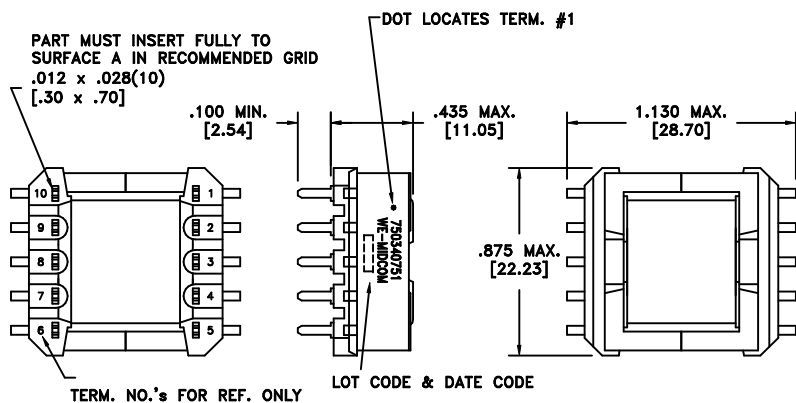 DOT LOCATES TERM. #1
PART MUST INSERT FULLY TO
SURFACE A IN RECOMMENDED GRID
.012 x .028(10)
[.30 x .70]
.100 MIN.
[2.54]
.435 MAX.
[11.05]
1.130 MAX.
[28.70]
10
1
9
2
8
3
7
4
6
5
750340751
WE-MIDCOM
.875 MAX.
[22.23]
TERM. NO.'s FOR REF. ONLY
LOT CODE & DATE CODE